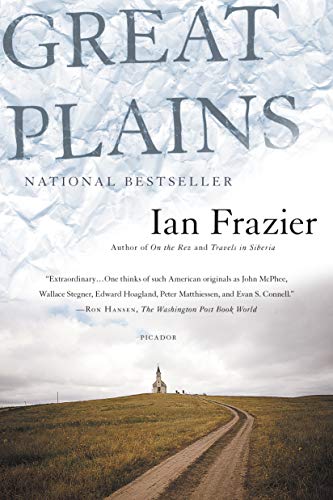 GREAT
PLAINS
NATIONAL BESTSELLER
Ian Frazier
Author of On the Rez and Travels in Siberia
“Extraordinary…One thinks of such American originals as John McPhee,
Wallace Stegner, Edward Hoagland, Peter Matthiessen, and Evan S. Connell.”
—Ron Hansen, The Washington Post Book World
PICADOR